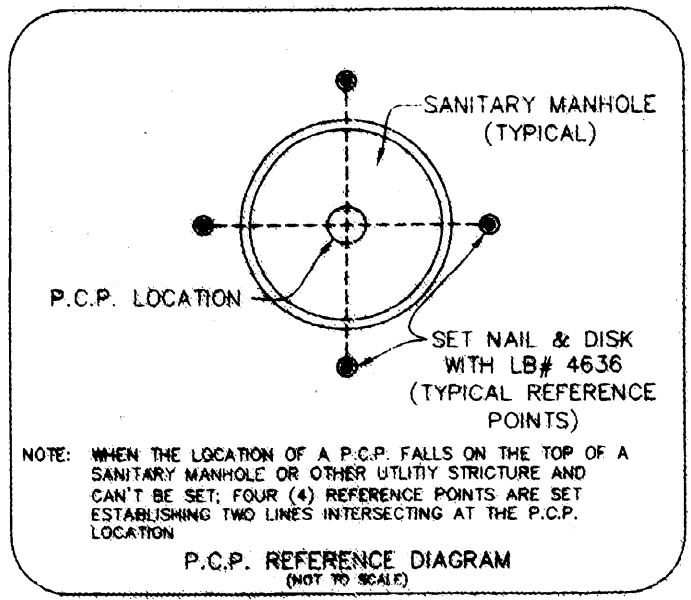 SANITARY MANHOLE
(TYPICAL)
P.C.P. LOCATION
SET NAIL & DISK
WITH LB# 4636
(TYPICAL REFERENCE
POINTS)
NOTE: WHEN THE LOCATION OF A P.C.P. FALLS ON THE TOP OF A
SANITARY MANHOLE OR OTHER UTLITIY STRICTURE AND
CAN'T BE SET; FOUR (4) REFERENCE POINTS ARE SET
ESTABLISHING TWO LINES INTERSECTING AT THE P.C.P.
LOCATION
P.C.P. REFERENCE DIAGRAM
(NOT TO SCALE)